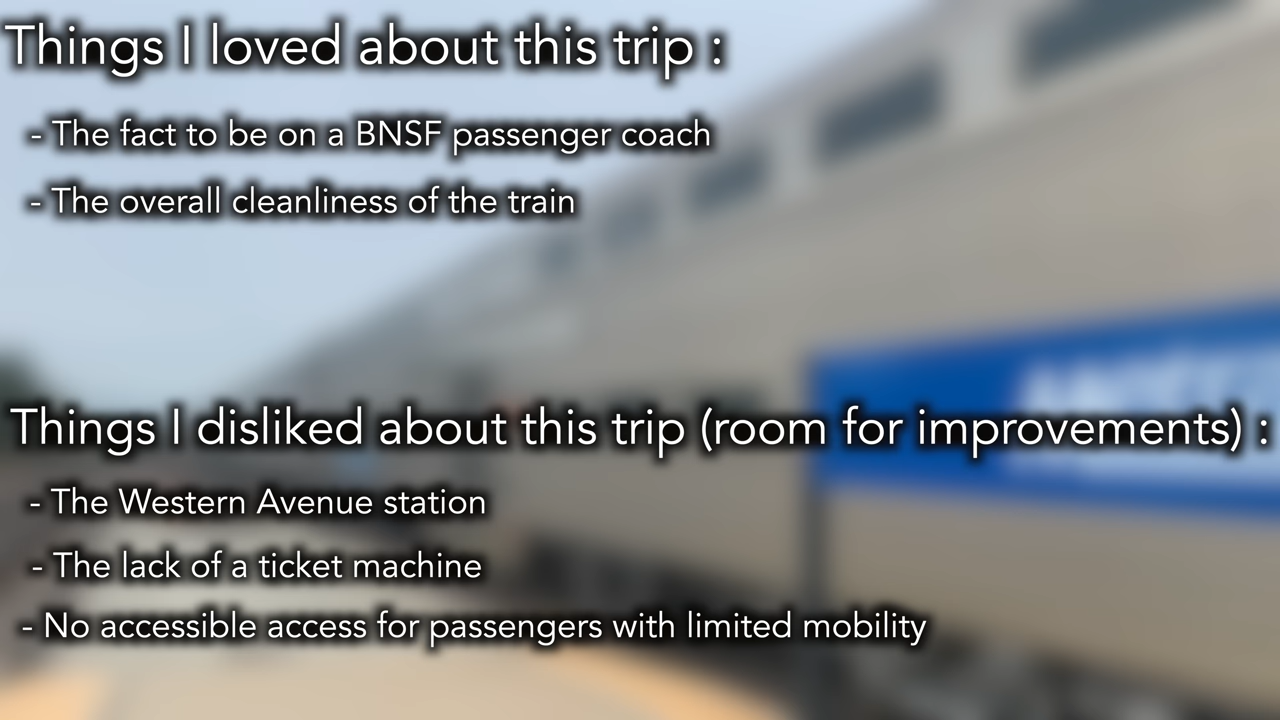 Things I loved about this trip :
- The fact to be on a BNSF passenger coach
- The overall cleanliness of the train
Things I disliked about this trip (room for improvements) :
- The Western Avenue station
- The lack of a ticket machine
- No accessible access for passengers with limited mobility